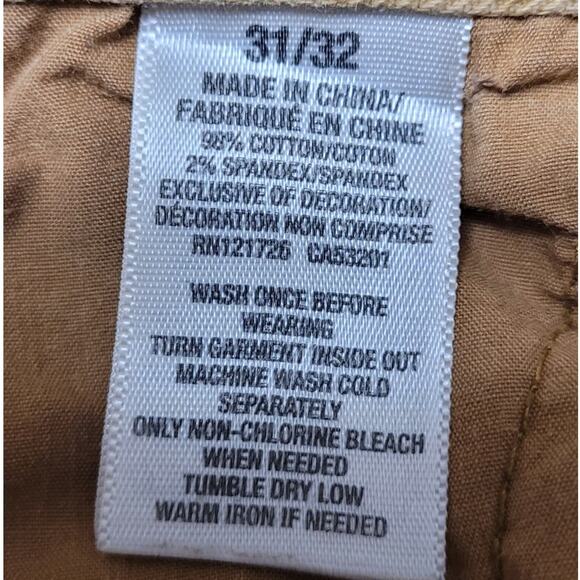 31/32
MADE IN CHINA/
FABRIQUÉ EN CHINE
98% COTTON/COTON
2% SPANDEX/SPANDEX
EXCLUSIVE OF DECORATION/
DÉCORATION NON COMPRISE
RN121726 CA53201
WASH ONCE BEFORE
WEARING
TURN GARMENT INSIDE OUT
MACHINE WASH COLD
SEPARATELY
ONLY NON-CHLORINE BLEACH
WHEN NEEDED
TUMBLE DRY LOW
WARM IRON IF NEEDED